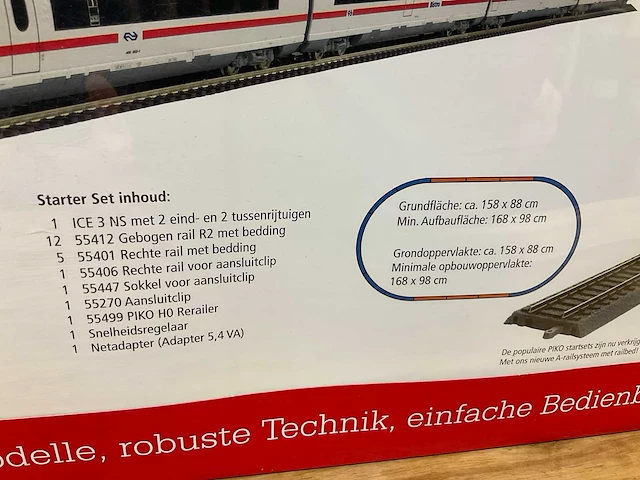 Starter Set inhoud:
1 ICE 3 NS met 2 eind- en 2 tussenrijtuigen
12 55412 Gebogen rail R2 met bedding
5 55401 Rechte rail met bedding
1 55406 Rechte rail voor aansluitclip
1 55447 Sokkel voor aansluitclip
1 55270 Aansluitclip
1 55499 PIKO H0 Rerailer
1 Snelheidsregelaar
1 Netadapter (Adapter 5,4 VA)
Grundfläche: ca. 158 x 88 cm
Min. Aufbaufläche: 168 x 98 cm
Grondoppervlakte: ca. 158 x 88 cm
Minimale opbouwoppervlakte:
168 x 98 cm
De populaire PIKO startsets zijn nu verkrijg
Met ons nieuwe A-railsysteem met railbed!
odelle, robuste Technik, einfache Bedienb